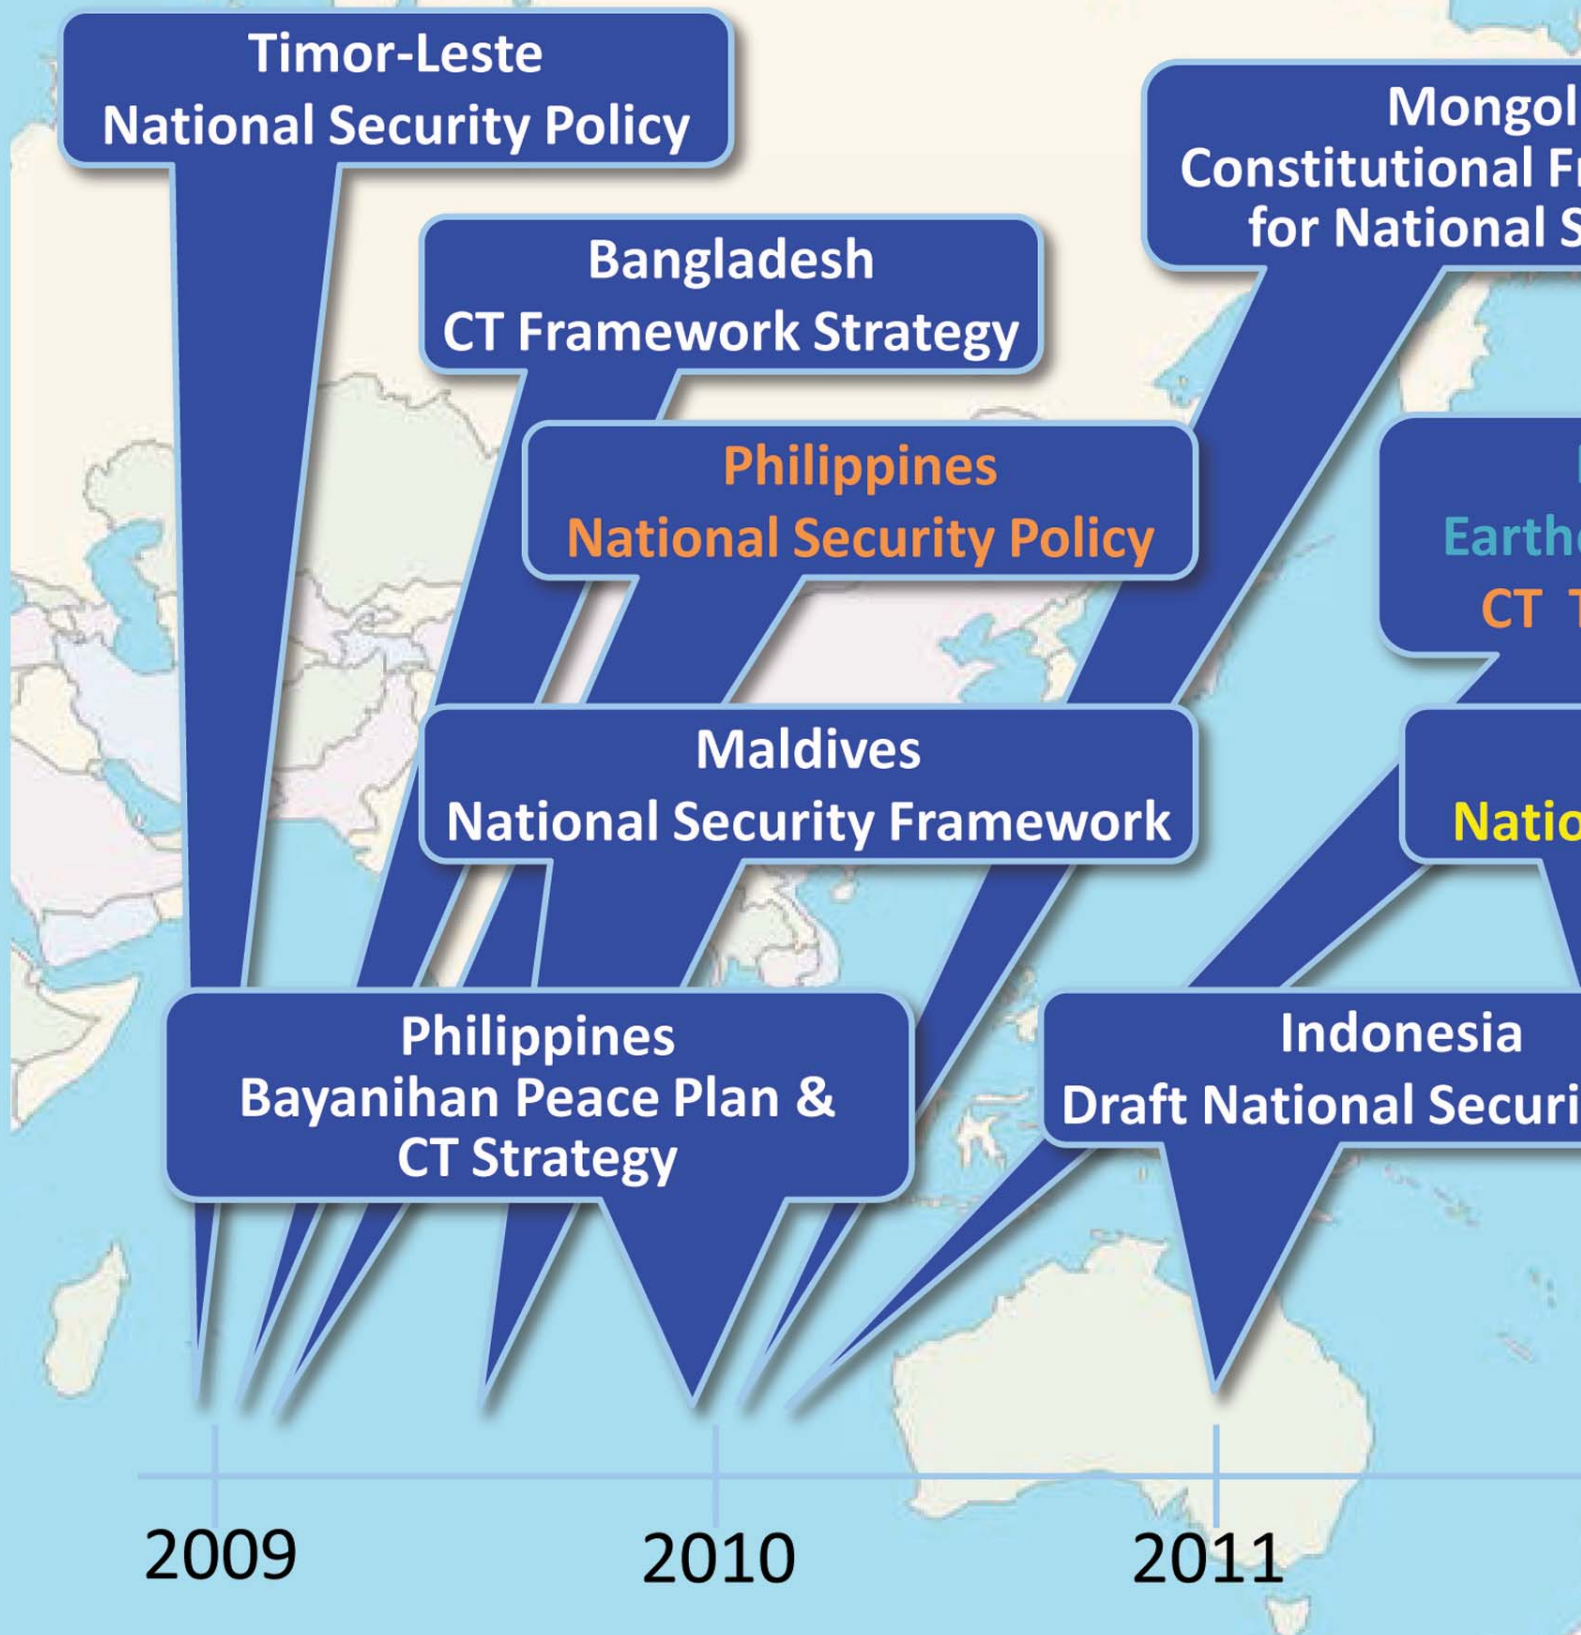 Timor-Leste
National Security Policy
Mongol
Constitutional Fr
for National S
Bangladesh
CT Framework Strategy
Philippines
National Security Policy
Earth
CT T
Maldives
National Security Framework
Natio
Philippines
Bayanihan Peace Plan &
CT Strategy
Indonesia
Draft National Securi
2009
2010
2011